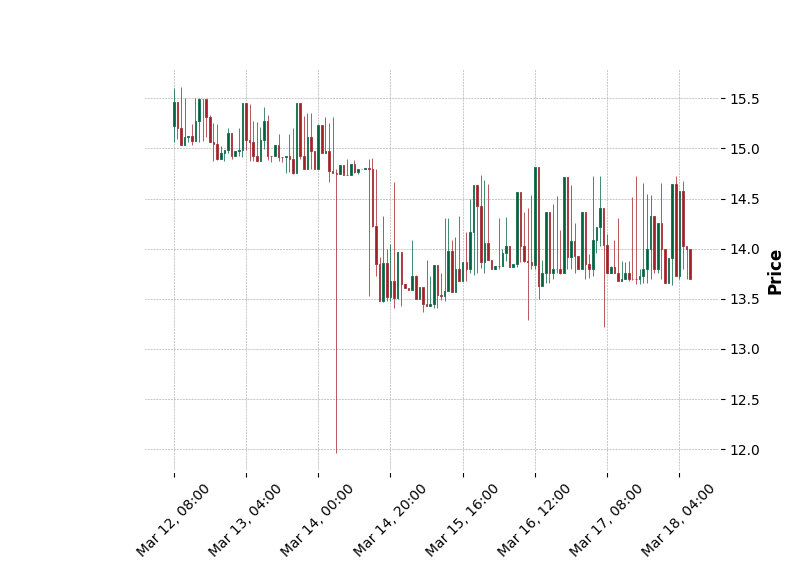 15.5
15.0
14.5
14.0
13.5
13.0
12.5
12.0
Price
Mar 12, 08:00
Mar 13, 04:00
Mar 14, 00:00
Mar 14, 20:00
Mar 15, 16:00
Mar 16, 12:00
Mar 17, 08:00
Mar 18, 04:00